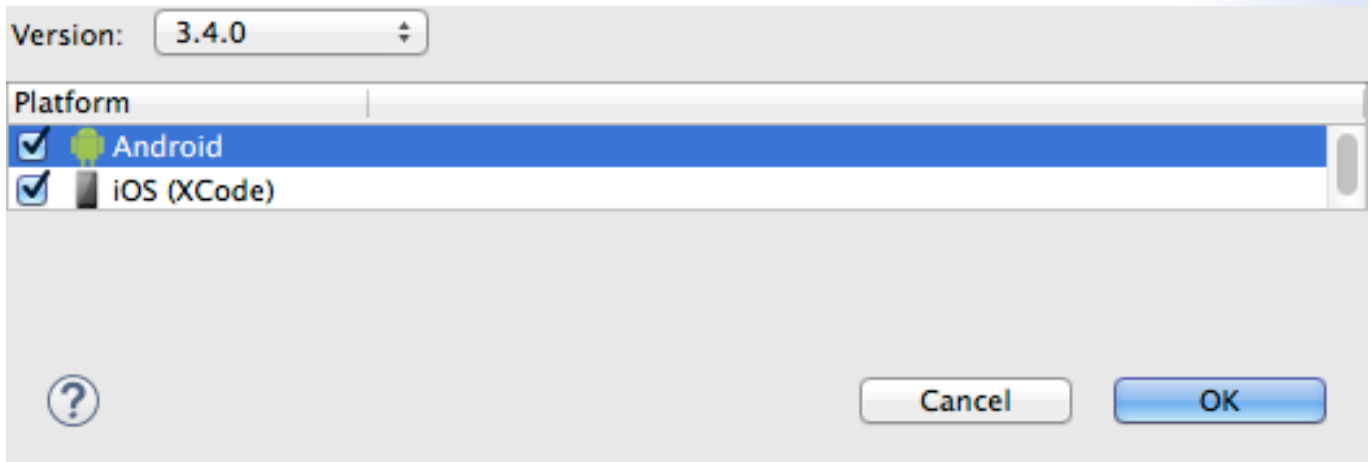 Version: 3.4.0
Platform
Android
iOS (XCode)
?
Cancel OK